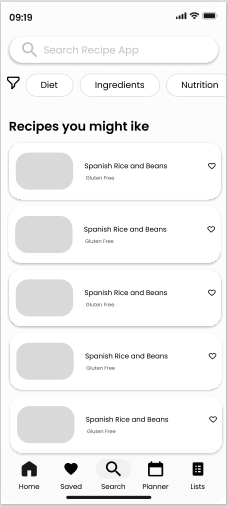 09:19
Search Recipe App
Diet Ingredients Nutrition
Recipes you might ike
Spanish Rice and Beans
Gluten Free
Spanish Rice and Beans
Gluten Free
Spanish Rice and Beans
Gluten Free
Spanish Rice and Beans
Gluten Free
Spanish Rice and Beans
Gluten Free
Home Saved Search Planner Lists